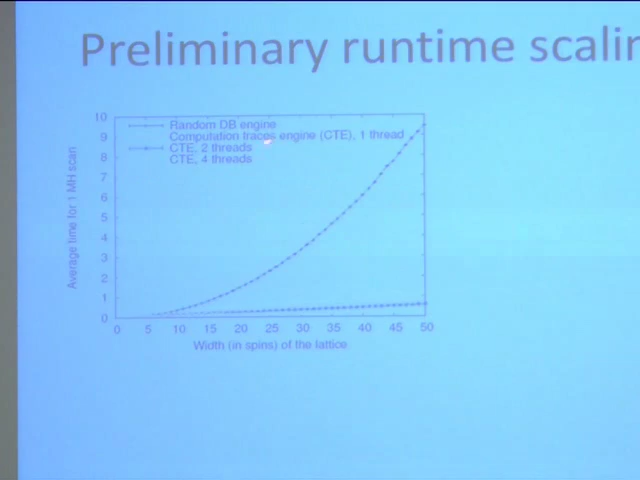 Preliminary runtime
10
9
8
7
6
5
4
3
2
1
0
Average time for 1 MH scan
Random DB engine
Computation traces engine (CTE), 1 thread
CTE, 2 threads
CTE, 4 threads
0 5 10 15 20 25 30 35 40 45 50
Width (in spins) of the lattice